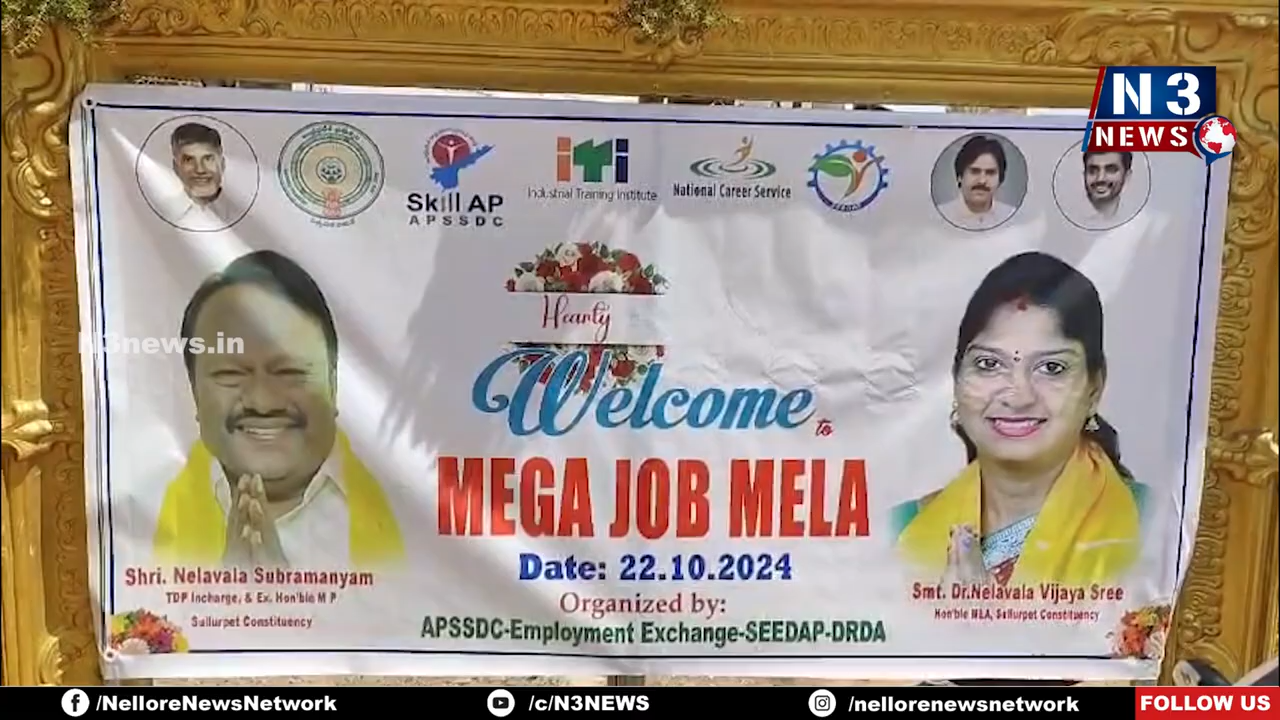 N3
NEWS
Skill AP
APSSDC
iTi
Industrial Training Institute
National Career Service
Hearty
N3news.in
Welcome
to
MEGA JOB MELA
Date: 22.10.2024
Organized by:
APSSDC-Employment Exchange-SEEDAP-DRDA
Shri. Nelavala Subramanyam
TDP Incharge, & Ex. Hon'ble M P
Sullurpet Constituency
Smt. Dr.Nelavala Vijaya Sree
Hon'ble MLA, Sullurpet Constituency
/NelloreNewsNetwork
/c/N3NEWS
/nellorenewsnetwork
FOLLOW US